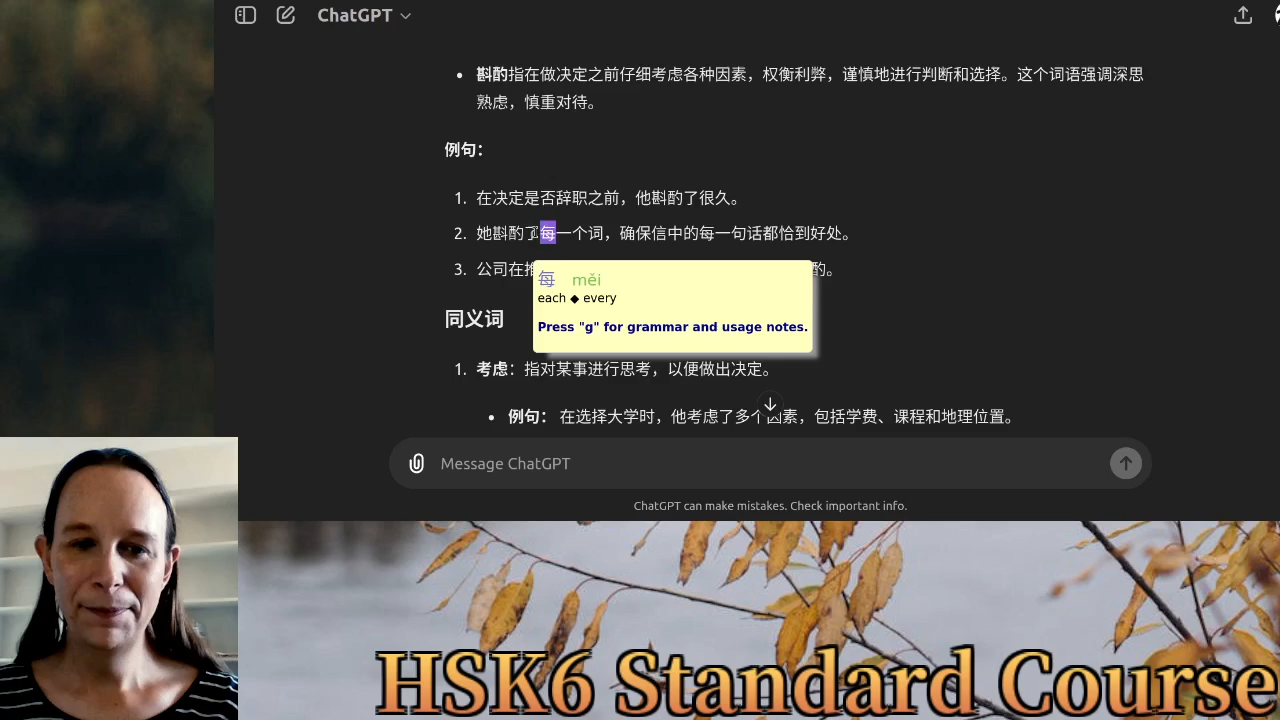 ChatGPT
斟酌指在做决定之前仔细考虑各种因素，权衡利弊，谨慎地进行判断和选择。这个词语强调深思
熟虑，慎重对待。
例句：
1. 在决定是否辞职之前，他斟酌了很久。
2. 她斟酌了每一个词，确保信中的每一句话都恰到好处。
3. 公司在
酌。
每 měi
each ◆ every
Press "g" for grammar and usage notes.
同义词
1. 考虑：指对某事进行思考，以便做出决定。
例句： 在选择大学时，他考虑了多个因素，包括学费、课程和地理位置。
Message ChatGPT
ChatGPT can make mistakes. Check important info.
HSK6 Standard Course